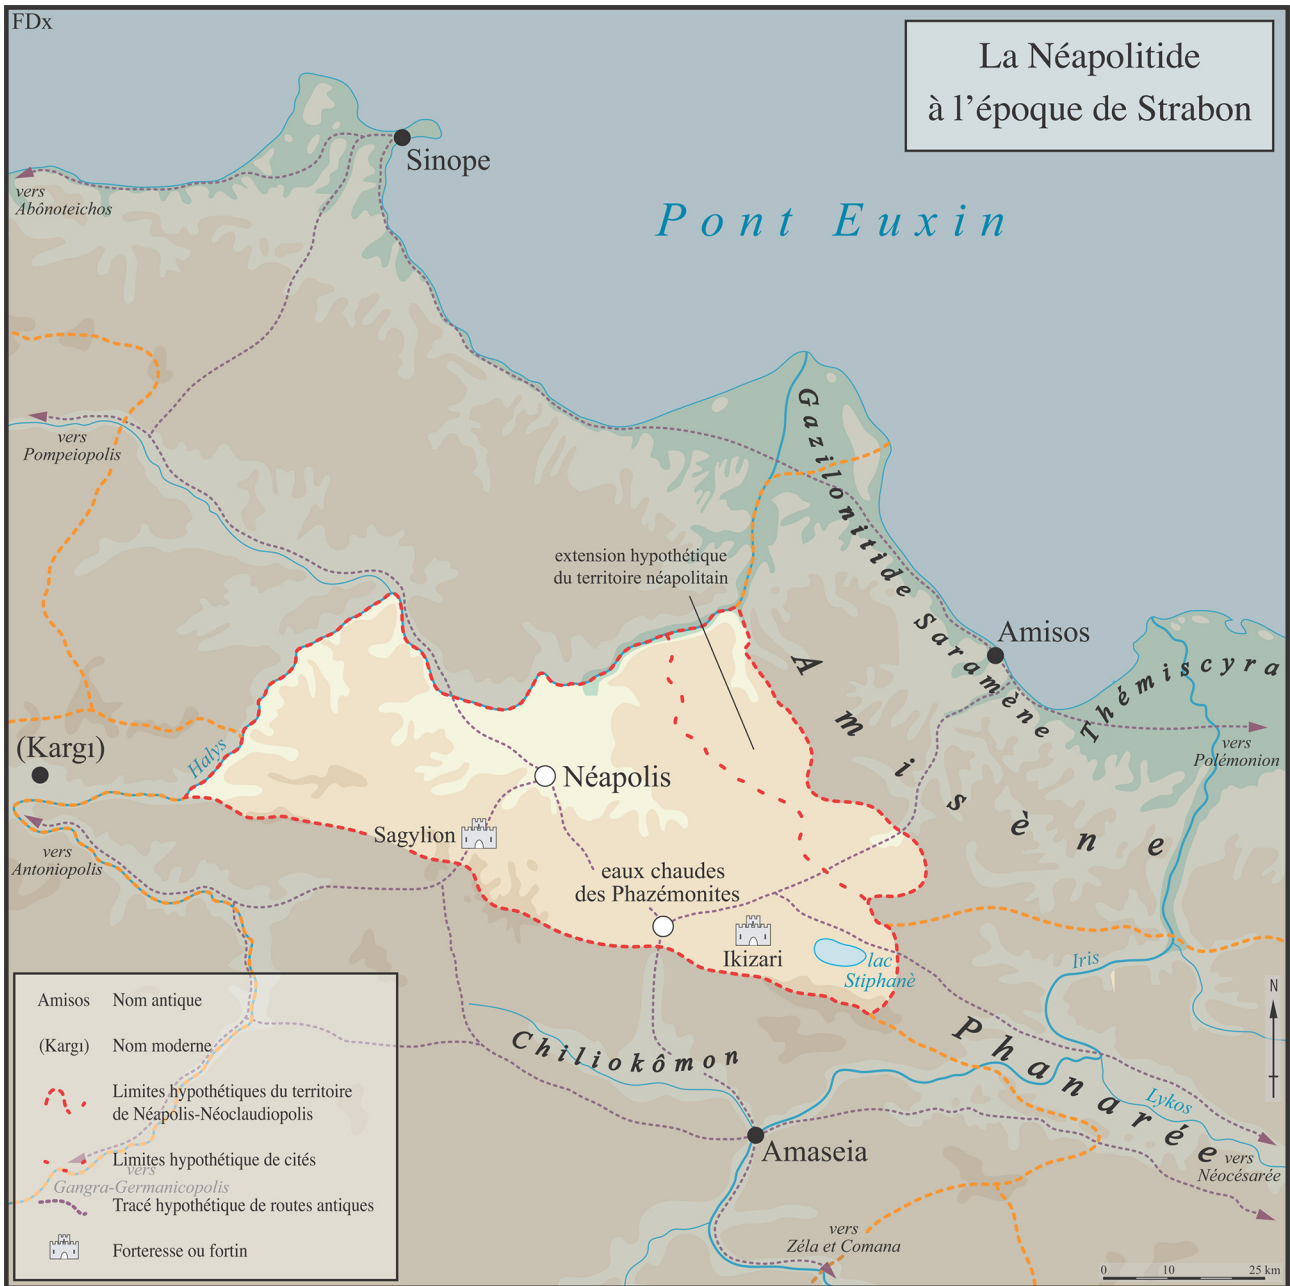 FDx
La Néapolitide
à l'époque de Strabon
Sinope
vers
Abônoteichos
Pont Euxin
vers
Pompeiopolis
Gazilonitide
extension hypothétique
du territoire néapolitain
Saramène
Amisos
Thémiscyra
Amisène
(Kargı)
Halys
vers
Polémonion
Néapolis
Sagylion
vers
Antoniopolis
eaux chaudes
des Phazémonites
Ikizari
lac
Stiphanè
Iris
N
Chiliokômon
Phanarée
Lykos
Amaseia
vers
Néocésarée
vers
Zéla et Comana
Amisos
Nom antique
(Kargı)
Nom moderne
Limites hypothétiques du territoire
de Néapolis-Néoclaudiopolis
Limites hypothétique de cités
vers
Gangra-Germanicopolis
Tracé hypothétique de routes antiques
Forteresse ou fortin
0 10 25 km